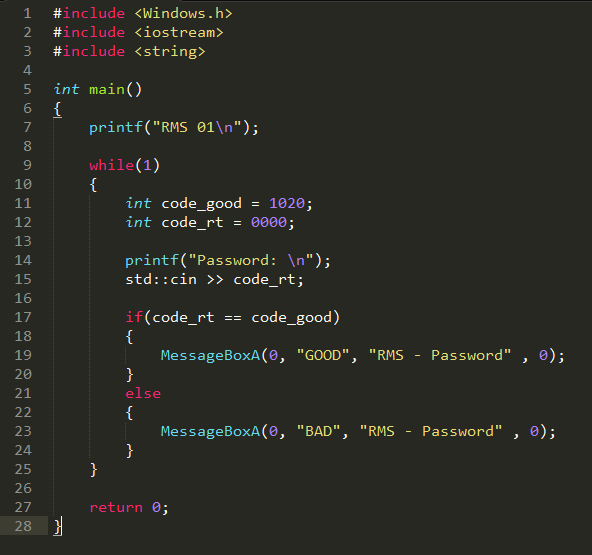 1 #include <Windows.h>
2 #include <iostream>
3 #include <string>
4
5 int main()
6 {
7     printf("RMS 01\n");
8
9     while(1)
10     {
11         int code_good = 1020;
12         int code_rt = 0000;
13
14         printf("Password: \n");
15         std::cin >> code_rt;
16
17         if(code_rt == code_good)
18         {
19             MessageBoxA(0, "GOOD", "RMS - Password" , 0);
20         }
21         else
22         {
23             MessageBoxA(0, "BAD", "RMS - Password" , 0);
24         }
25     }
26
27     return 0;
28 }